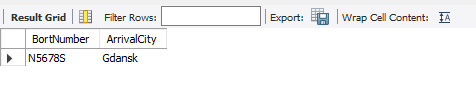 Result Grid Filter Rows: Export: Wrap Cell Content:
BortNumber ArrivalCity
N5678S Gdansk